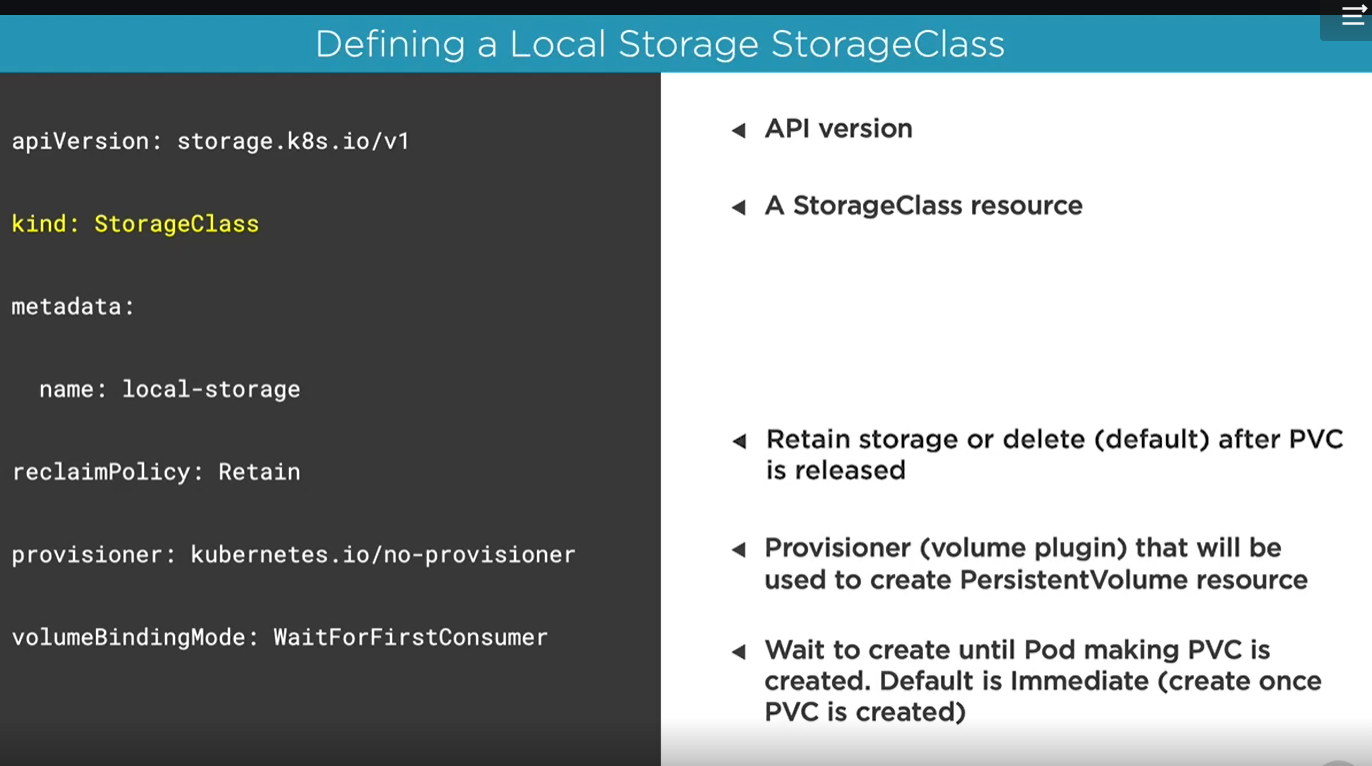 Defining a Local Storage StorageClass
apiVersion: storage.k8s.io/v1
kind: StorageClass
metadata:
  name: local-storage
reclaimPolicy: Retain
provisioner: kubernetes.io/no-provisioner
volumeBindingMode: WaitForFirstConsumer
API version
A StorageClass resource
Retain storage or delete (default) after PVC
is released
Provisioner (volume plugin) that will be
used to create PersistentVolume resource
Wait to create until Pod making PVC is
created. Default is Immediate (create once
PVC is created)